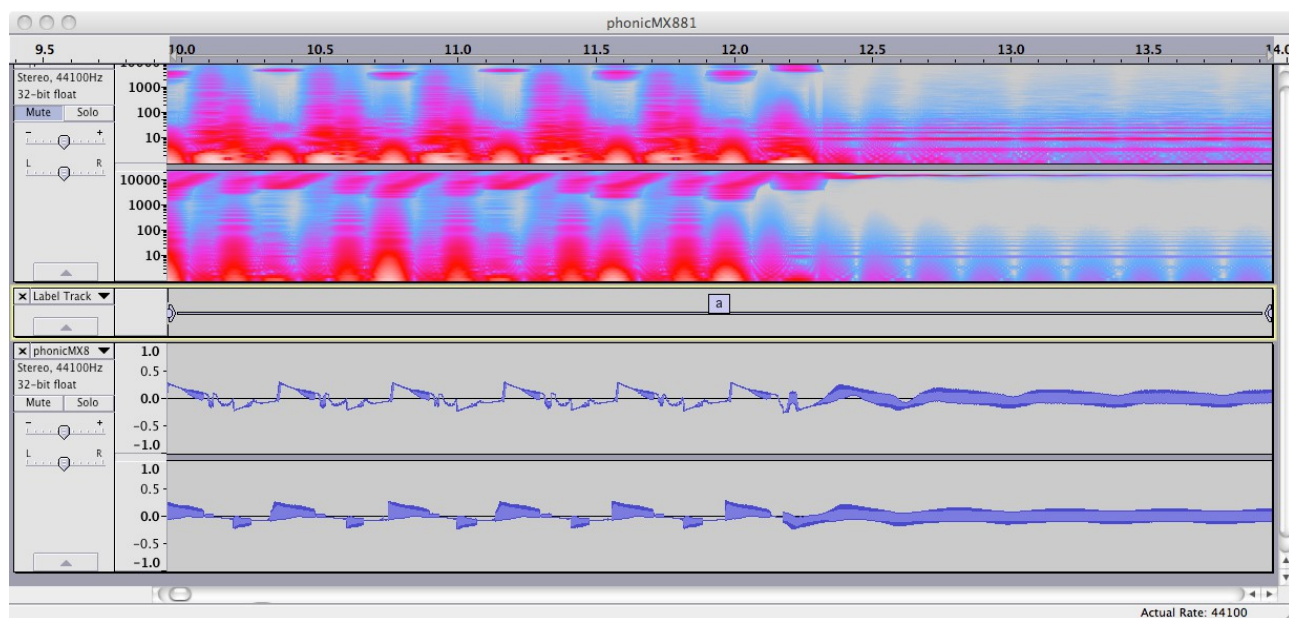 phonicMX881
9.5 10.0 10.5 11.0 11.5 12.0 12.5 13.0 13.5 14.0
Stereo, 44100Hz
32-bit float
Mute Solo
- +
L R
1000
100
10
10000
1000
100
10
× Label Track ▼
a
× phonicMX8 ▼
Stereo, 44100Hz
32-bit float
Mute Solo
- +
L R
1.0
0.5
0.0
-0.5
-1.0
1.0
0.5
0.0
-0.5
-1.0
Actual Rate: 44100